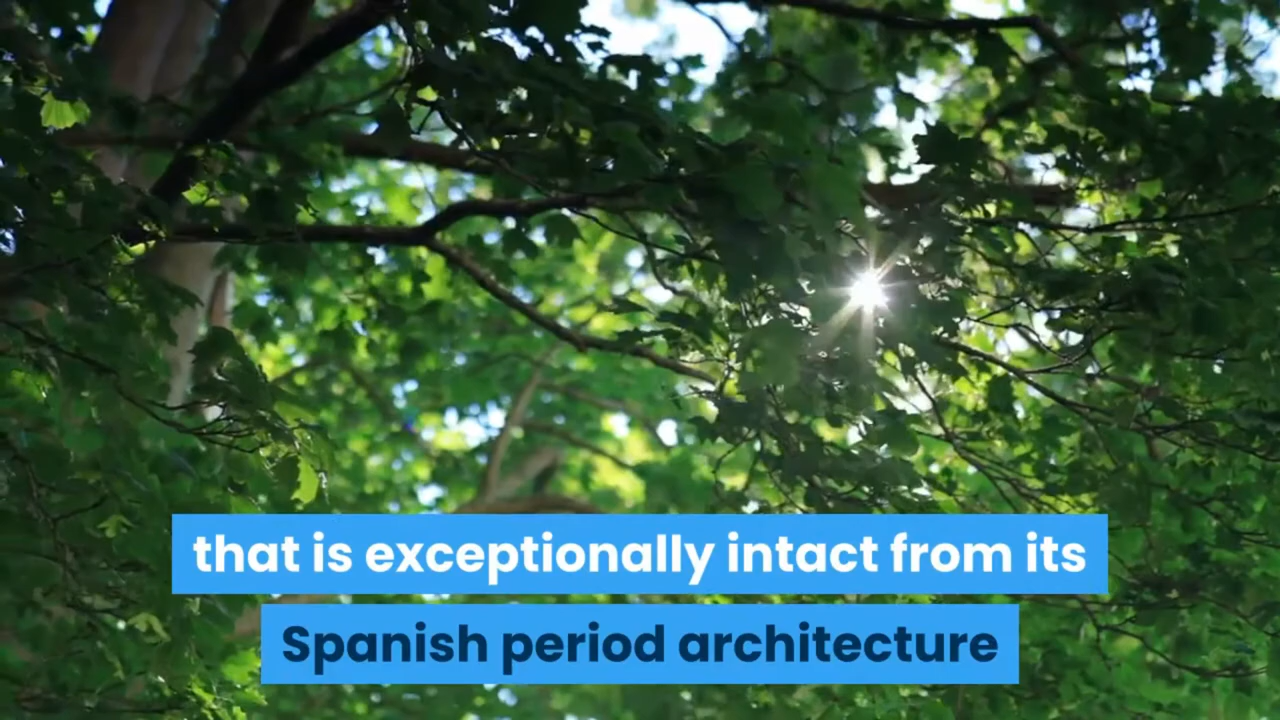 that is exceptionally intact from its
Spanish period architecture